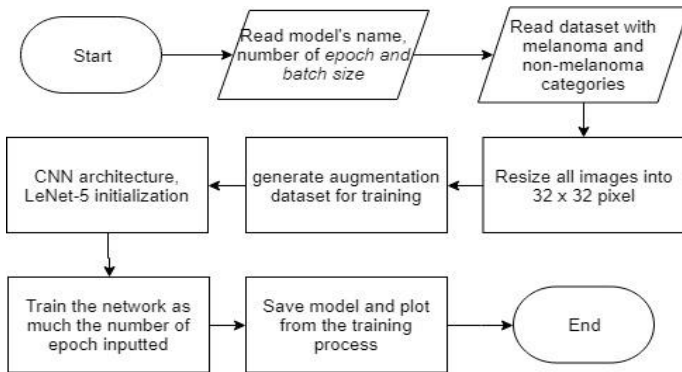 Start
Read model's name,
number of epoch and
batch size
Read dataset with
melanoma and
non-melanoma
categories
Resize all images into
32 x 32 pixel
generate augmentation
dataset for training
CNN architecture,
LeNet-5 initialization
Train the network as
much the number of
epoch inputted
Save model and plot
from the training
process
End